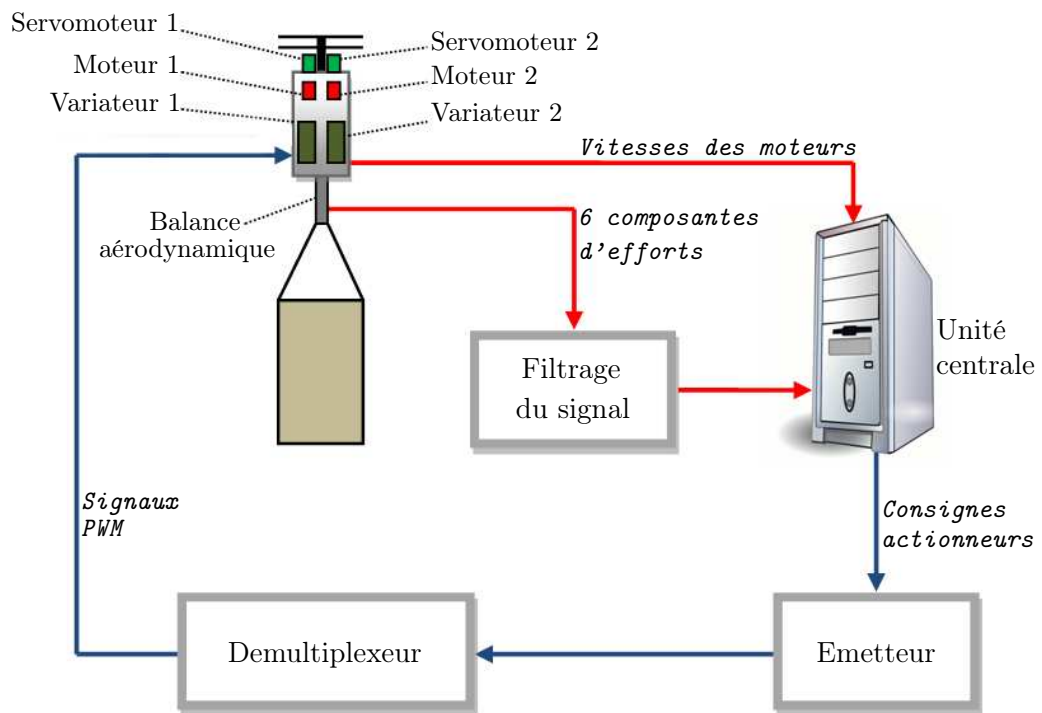 Servomoteur 1
Servomoteur 2
Moteur 1
Moteur 2
Variateur 1
Variateur 2
Vitesses des moteurs
Balance
aérodynamique
6 composantes
d'efforts
Unité
centrale
Filtrage
du signal
Signaux
PWM
Consignes
actionneurs
Demultiplexeur
Emetteur